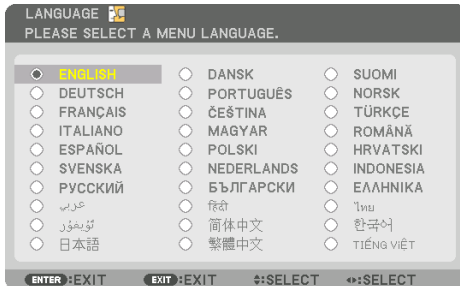 LANGUAGE
PLEASE SELECT A MENU LANGUAGE.
ENGLISH DANSK SUOMI
DEUTSCH PORTUGUÊS NORSK
FRANÇAIS ČEŠTINA TÜRKÇE
ITALIANO MAGYAR ROMÂNĂ
ESPAÑOL POLSKI HRVATSKI
SVENSKA NEDERLANDS INDONESIA
РУССКИЙ БЪЛГАРСКИ ΕΛΛΗΝΙΚΑ
عربي हिंदी ไทย
ئۇيغۇر 简体中文 한국어
日本語 繁體中文 TIẾNG VIỆT
ENTER :EXIT EXIT :EXIT :SELECT :SELECT